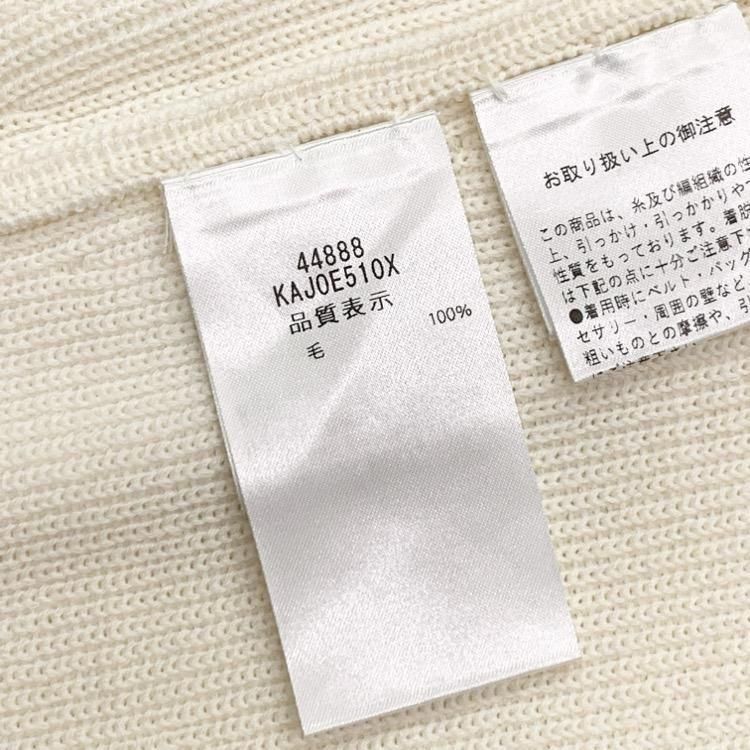 44888
KAJOE510X
品質表示
毛 100%
お取り扱い上の御注意
この商品は、糸及び編組織の性
上、引っかけ・引っかかりや
性質をもっております。着脱
は下記の点に十分ご注意下
●着用時にベルト・バッグ
セサリー・周囲の壁など、
粗いものとの摩擦や、引